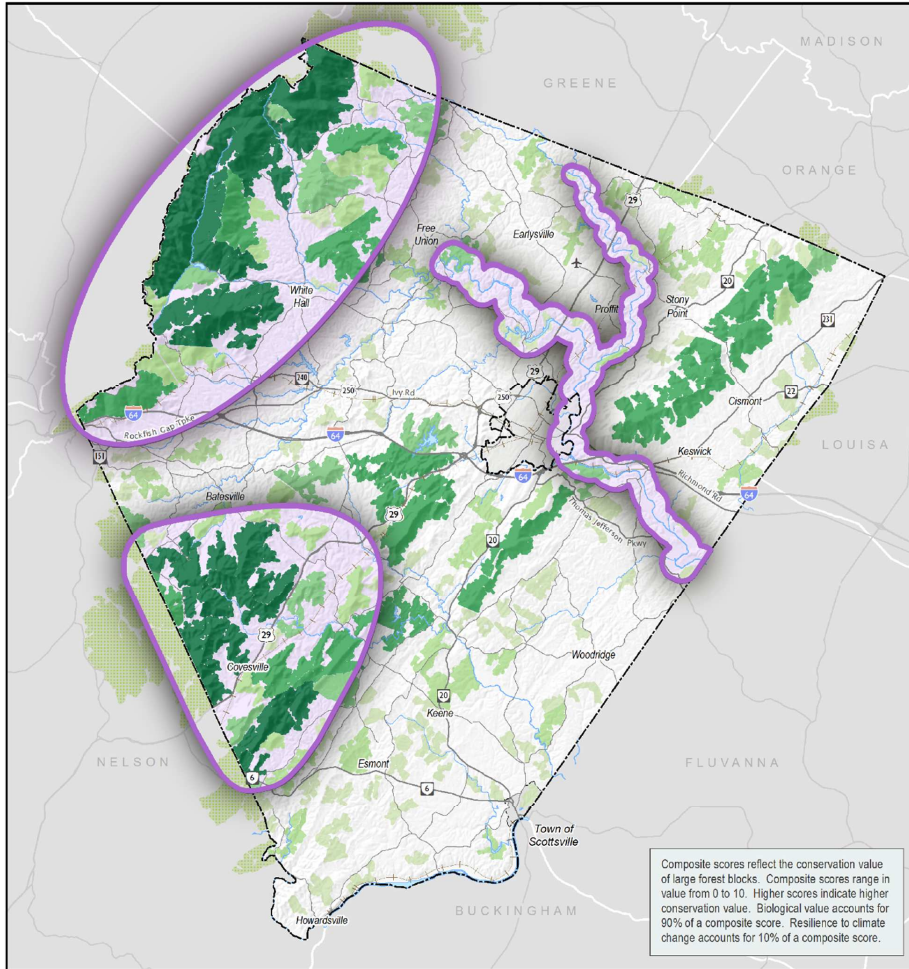 MADISON
GREENE
ORANGE
29
Free
Union
Earlysville
20
White
Hall
Proffit
Stony
Point
231
29
240
250
Ivy Rd
250
22
Cismont
64
Rockfish Gap Tpke
64
LOUISA
151
Keswick
64
Richmond Rd
64
Batesville
29
20
Thomas Jefferson Pkwy
29
Covesville
Woodridge
20
Keene
NELSON
FLUVANNA
6
Esmont
6
Town of
Scottsville
BUCKINGHAM
Howardsville
Composite scores reflect the conservation value
of large forest blocks. Composite scores range in
value from 0 to 10. Higher scores indicate higher
conservation value. Biological value accounts for
90% of a composite score. Resilience to climate
change accounts for 10% of a composite score.